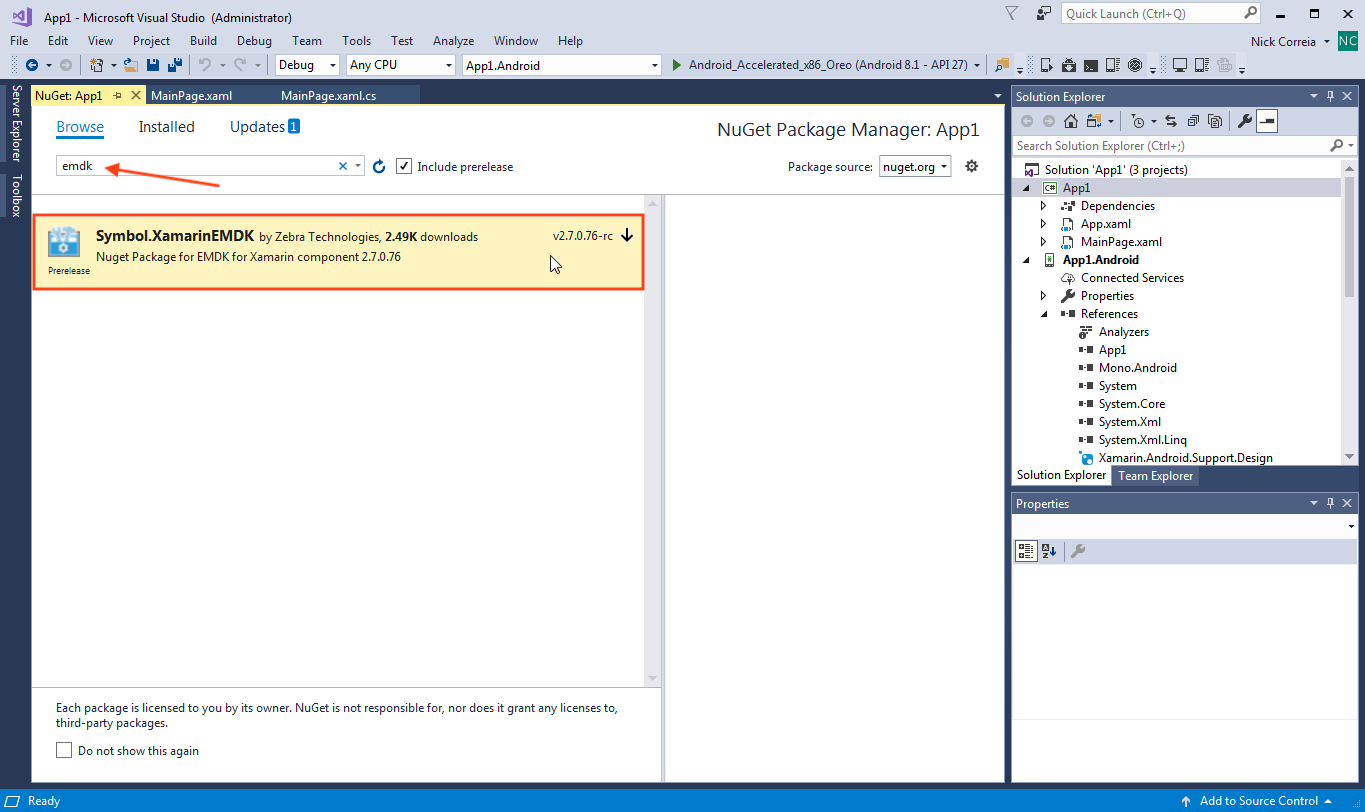 App1 - Microsoft Visual Studio (Administrator)
Quick Launch (Ctrl+Q)
File Edit View Project Build Debug Team Tools Test Analyze Window Help
Nick Correia NC
Debug Any CPU App1.Android Android_Accelerated_x86_Oreo (Android 8.1 - API 27)
Server Explorer
Toolbox
NuGet: App1 MainPage.xaml MainPage.xaml.cs
Browse Installed Updates 1
NuGet Package Manager: App1
emdk
Include prerelease
Package source: nuget.org
Symbol.XamarinEMDK by Zebra Technologies, 2.49K downloads v2.7.0.76-rc
Nuget Package for EMDK for Xamarin component 2.7.0.76
Prerelease
Each package is licensed to you by its owner. NuGet is not responsible for, nor does it grant any licenses to,
third-party packages.
Do not show this again
Solution Explorer
Search Solution Explorer (Ctrl+;)
Solution 'App1' (3 projects)
C# App1
Dependencies
App.xaml
MainPage.xaml
App1.Android
Connected Services
Properties
References
Analyzers
App1
Mono.Android
System
System.Core
System.Xml
System.Xml.Linq
Xamarin.Android.Support.Design
Solution Explorer Team Explorer
Properties
Ready
Add to Source Control